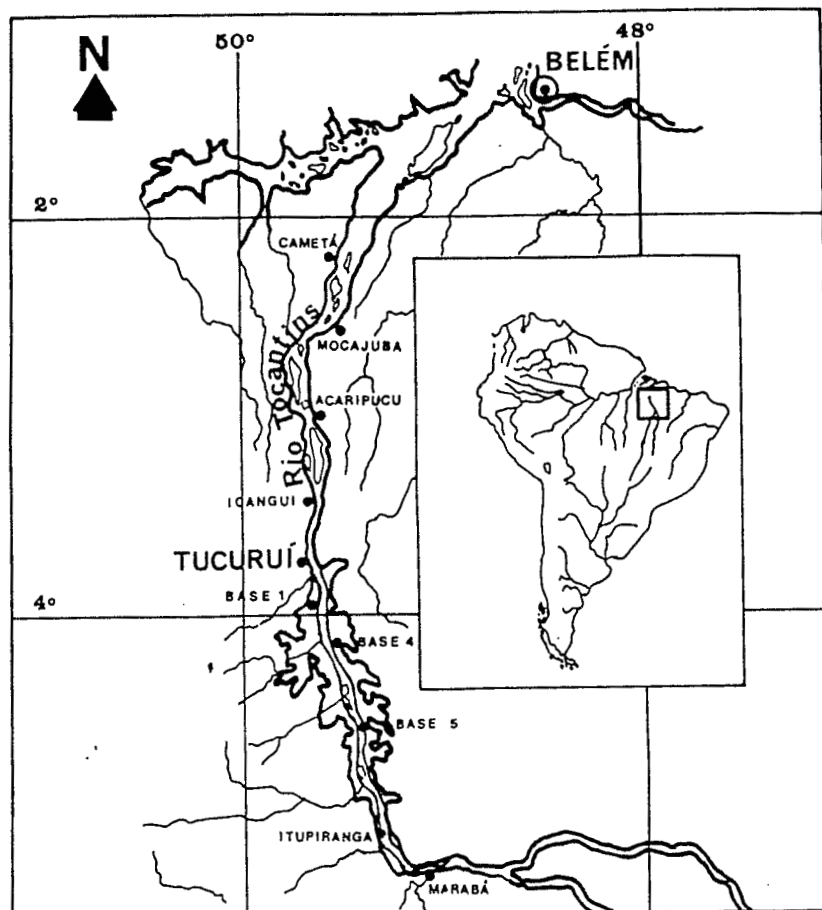 50°
48°
N
BELÉM
2°
CAMETÁ
Rio Tocantins
MOCAJUBA
ACARIPUCU
ICANGUI
TUCURUÍ
BASE 1
4°
BASE 4
BASE 5
ITUPIRANGA
MARABÁ